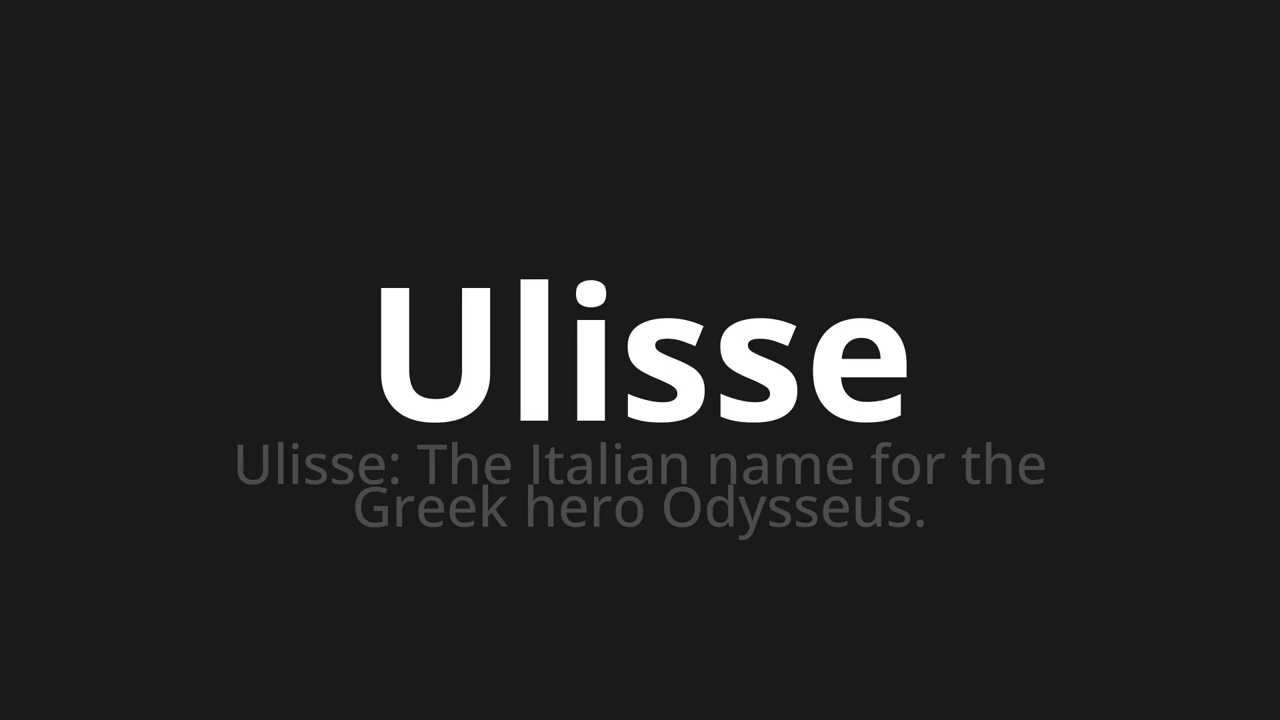 Ulisse
Ulisse: The Italian name for the
Greek hero Odysseus.